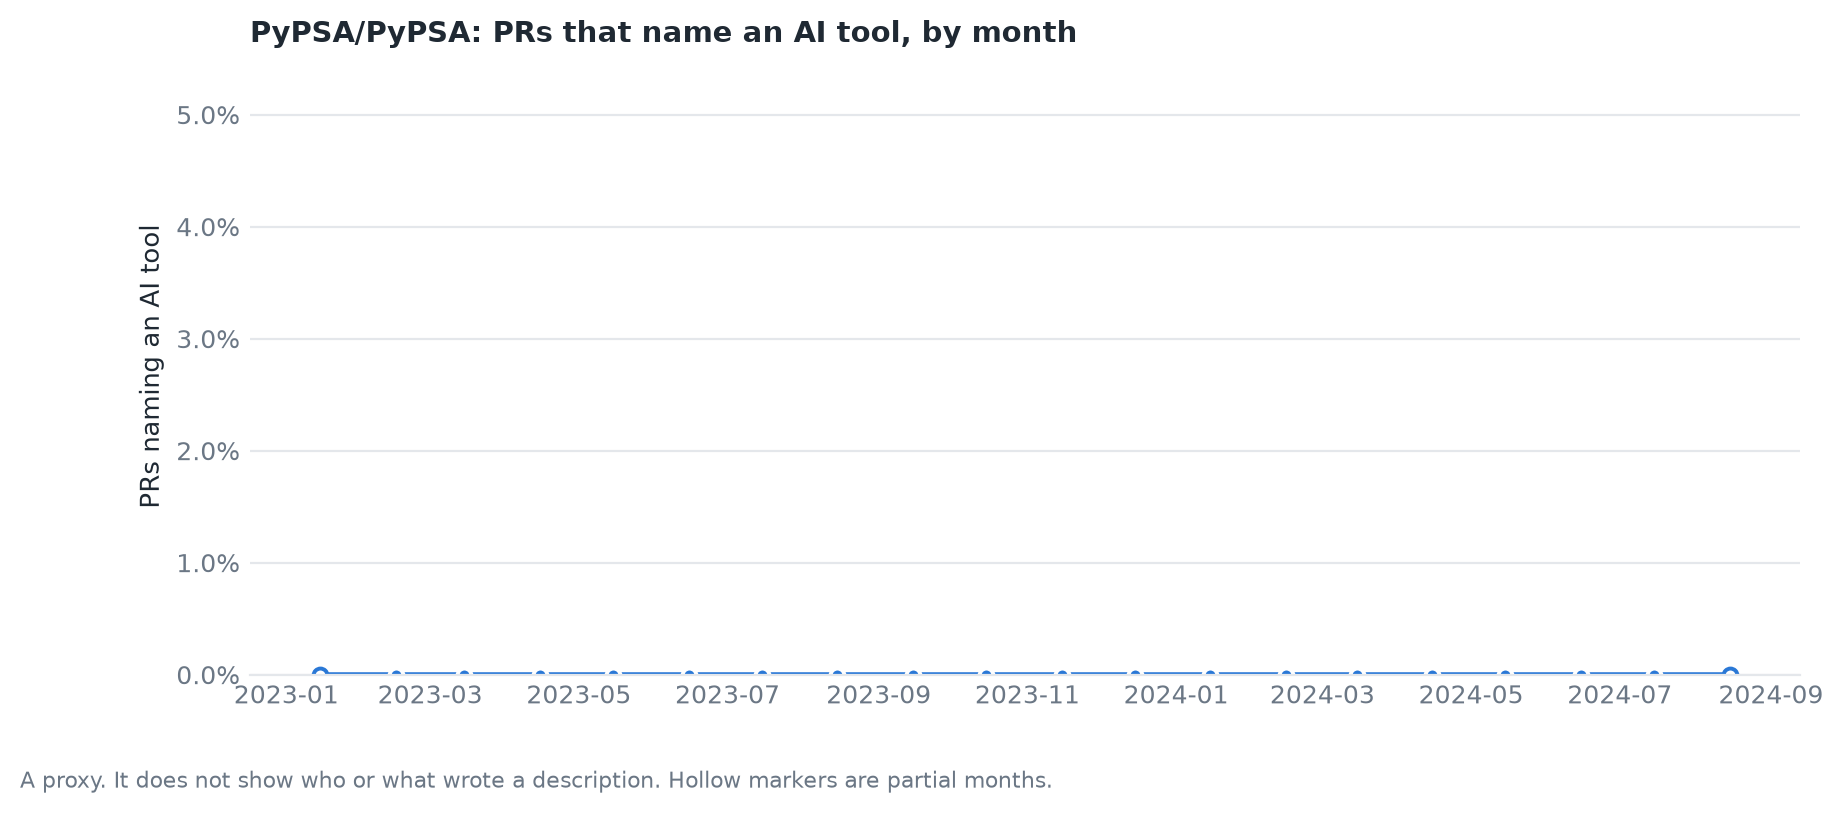 PyPSA/PyPSA: PRs that name an AI tool, by month
PRs naming an AI tool
5.0%
4.0%
3.0%
2.0%
1.0%
0.0%
2023-01 2023-03 2023-05 2023-07 2023-09 2023-11 2024-01 2024-03 2024-05 2024-07 2024-09
A proxy. It does not show who or what wrote a description. Hollow markers are partial months.